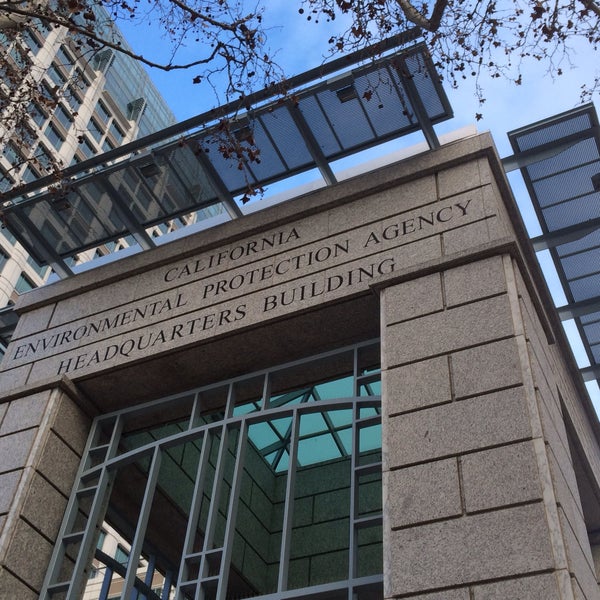 CALIFORNIA
ENVIRONMENTAL PROTECTION AGENCY
HEADQUARTERS BUILDING